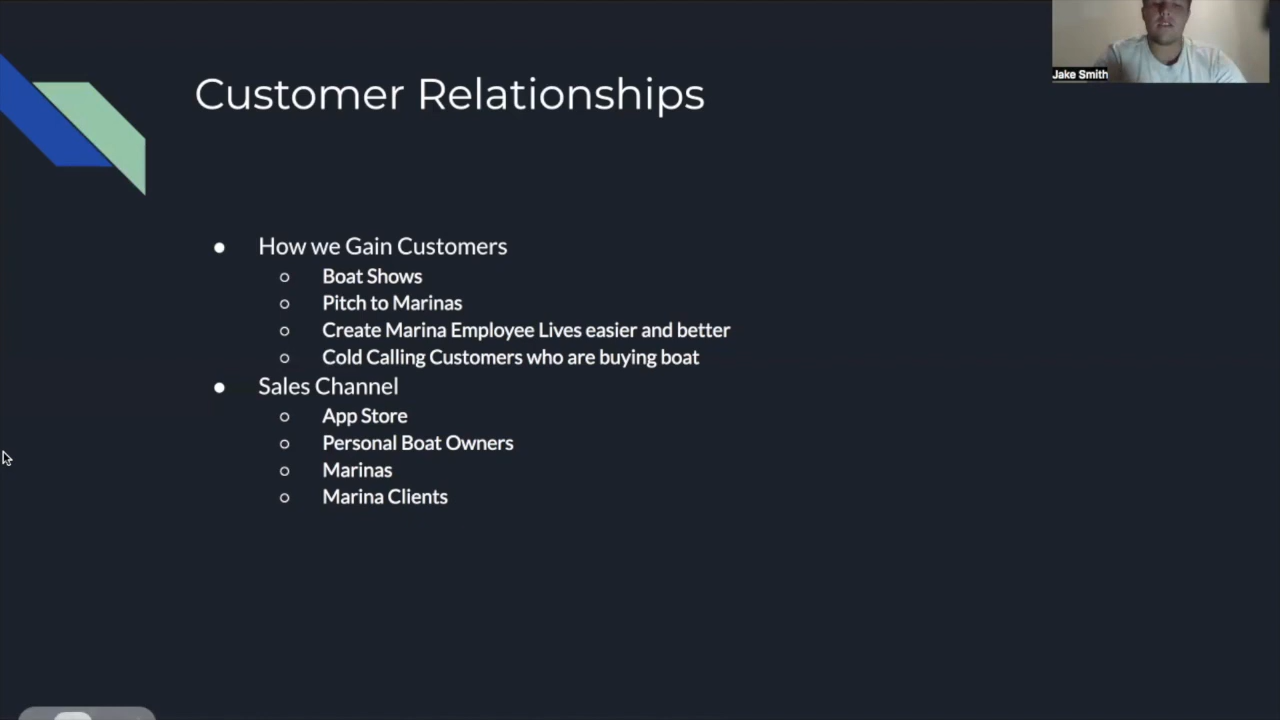 Jake Smith
Customer Relationships
How we Gain Customers
Boat Shows
Pitch to Marinas
Create Marina Employee Lives easier and better
Cold Calling Customers who are buying boat
Sales Channel
App Store
Personal Boat Owners
Marinas
Marina Clients